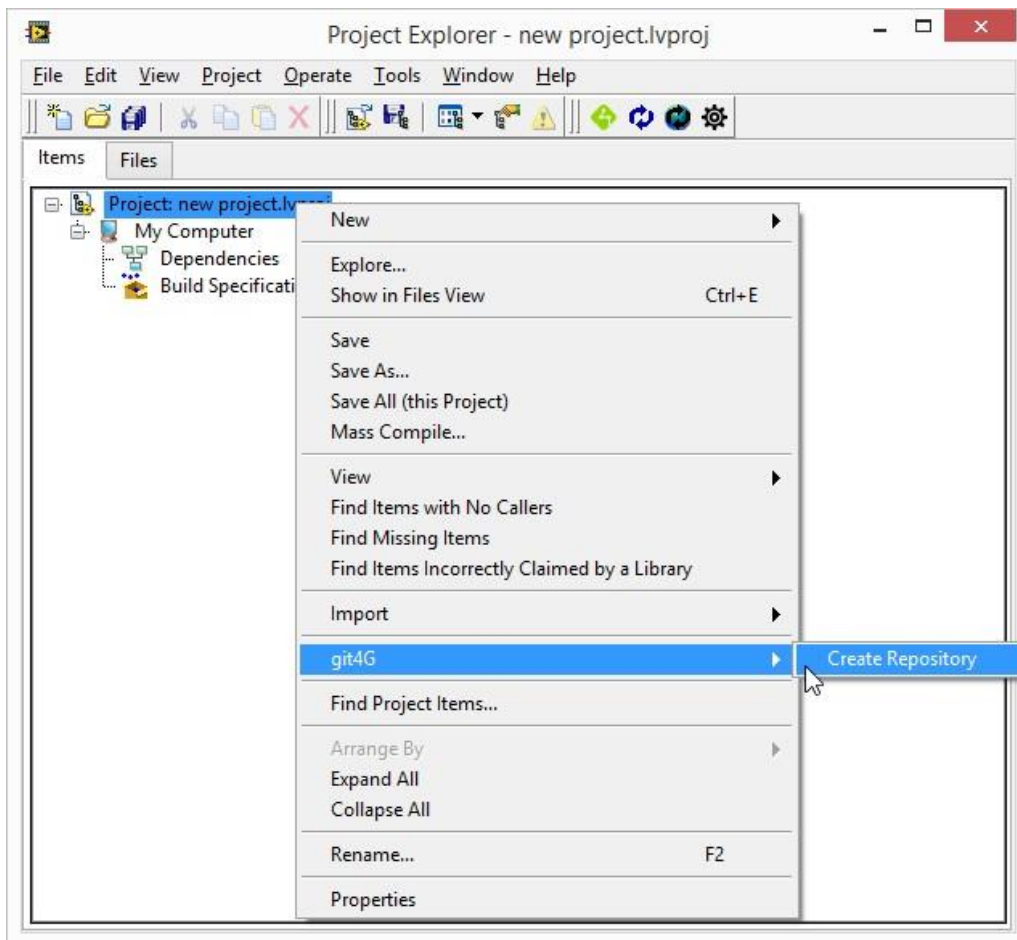 Project Explorer - new project.lvproj
File Edit View Project Operate Tools Window Help
Items Files
Project: new project.lvproj
My Computer
Dependencies
Build Specificati
New
Explore...
Show in Files View Ctrl+E
Save
Save As...
Save All (this Project)
Mass Compile...
View
Find Items with No Callers
Find Missing Items
Find Items Incorrectly Claimed by a Library
Import
git4G
Create Repository
Find Project Items...
Arrange By
Expand All
Collapse All
Rename... F2
Properties